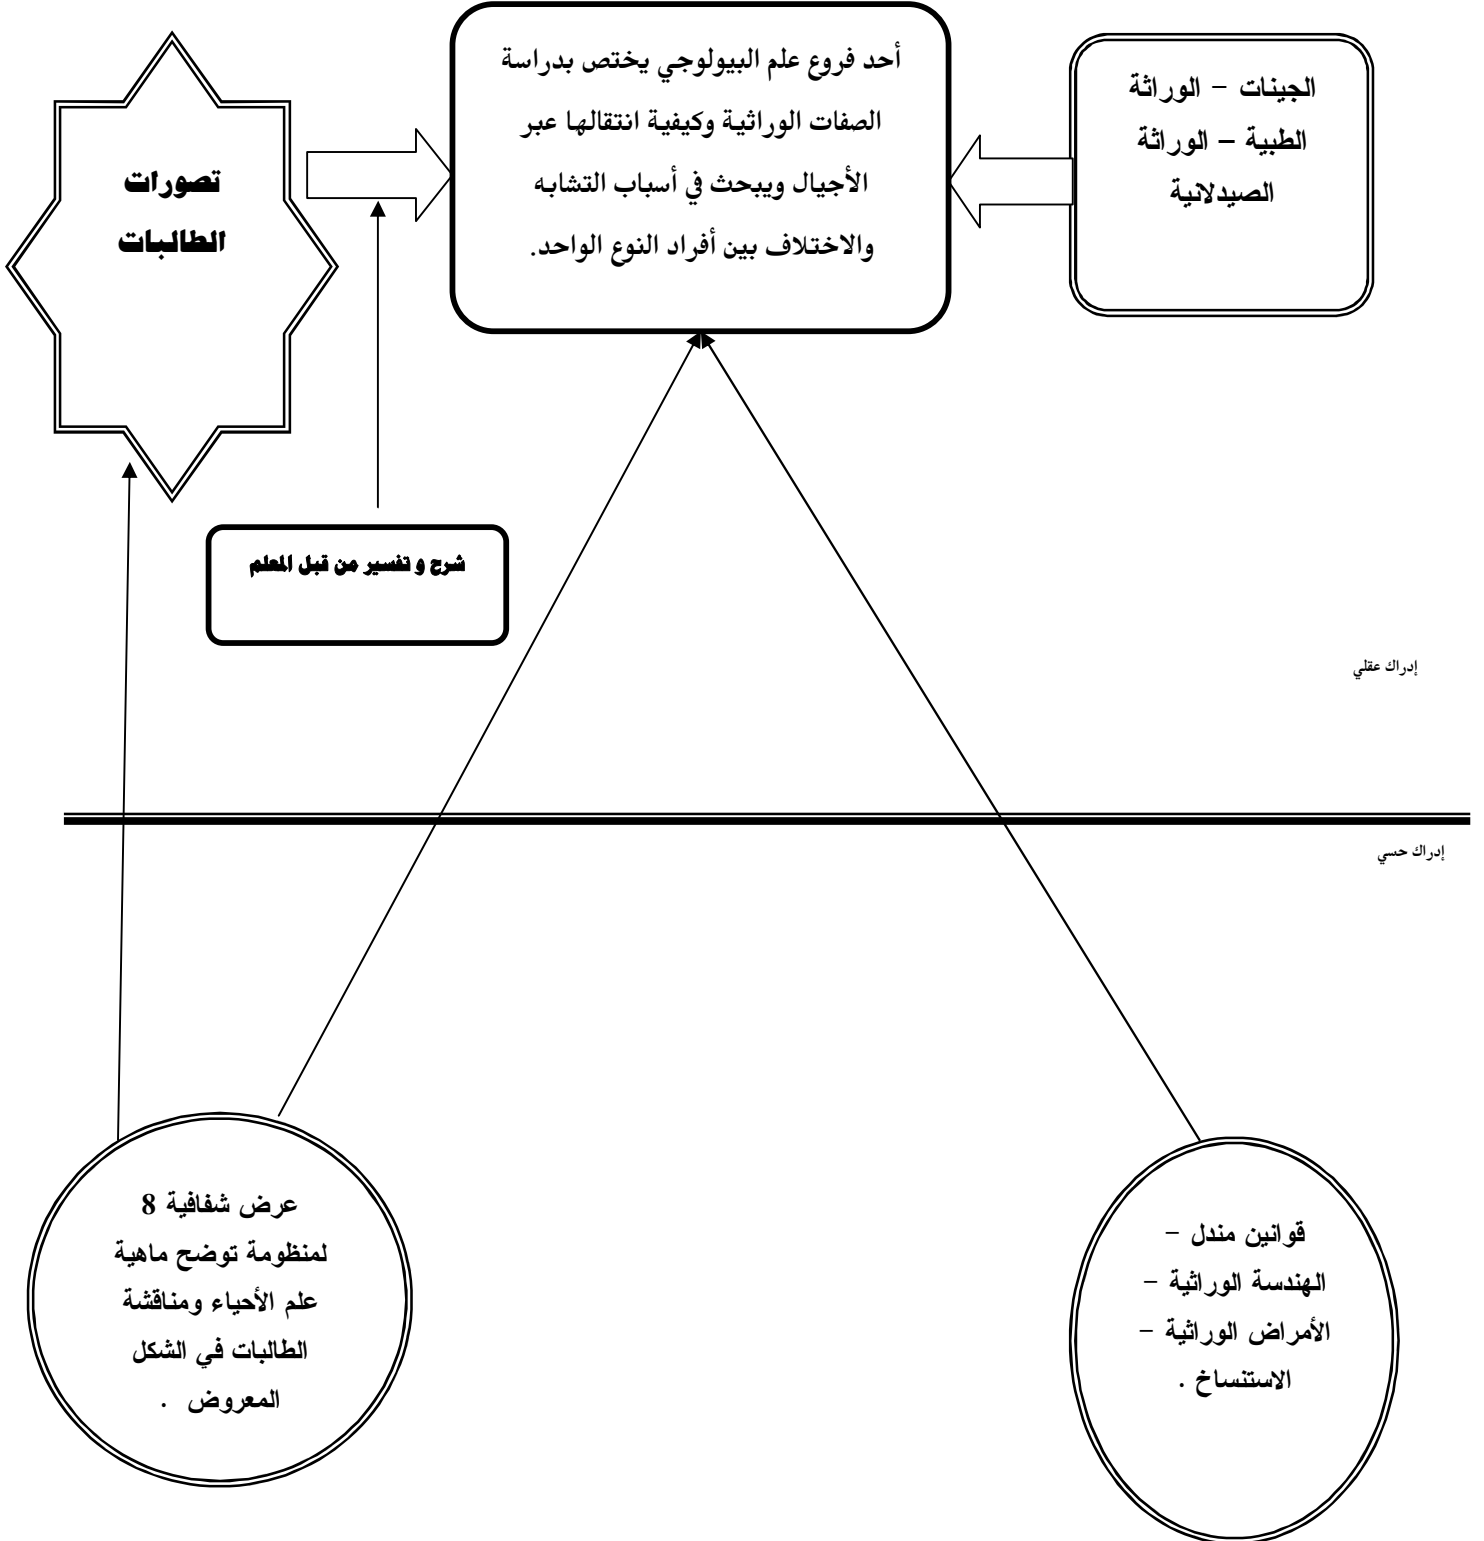 أحد فروع علم البيولوجي يختص بدراسة
الصفات الوراثية وكيفية انتقالها عبر
الأجيال ويبحث في أسباب التشابه
والاختلاف بين أفراد النوع الواحد.
الجينات – الوراثة
الطبية – الوراثة
الصيدلانية
تصورات
الطالبات
شرح و تفسير من قبل المعلم
إدراك عقلي
إدراك حسي
قوانين مندل –
الهندسة الوراثية –
الأمراض الوراثية –
الاستنساخ .
عرض شفافية 8
لمنظومة توضح ماهية
علم الأحياء ومناقشة
الطالبات في الشكل
المعروض .